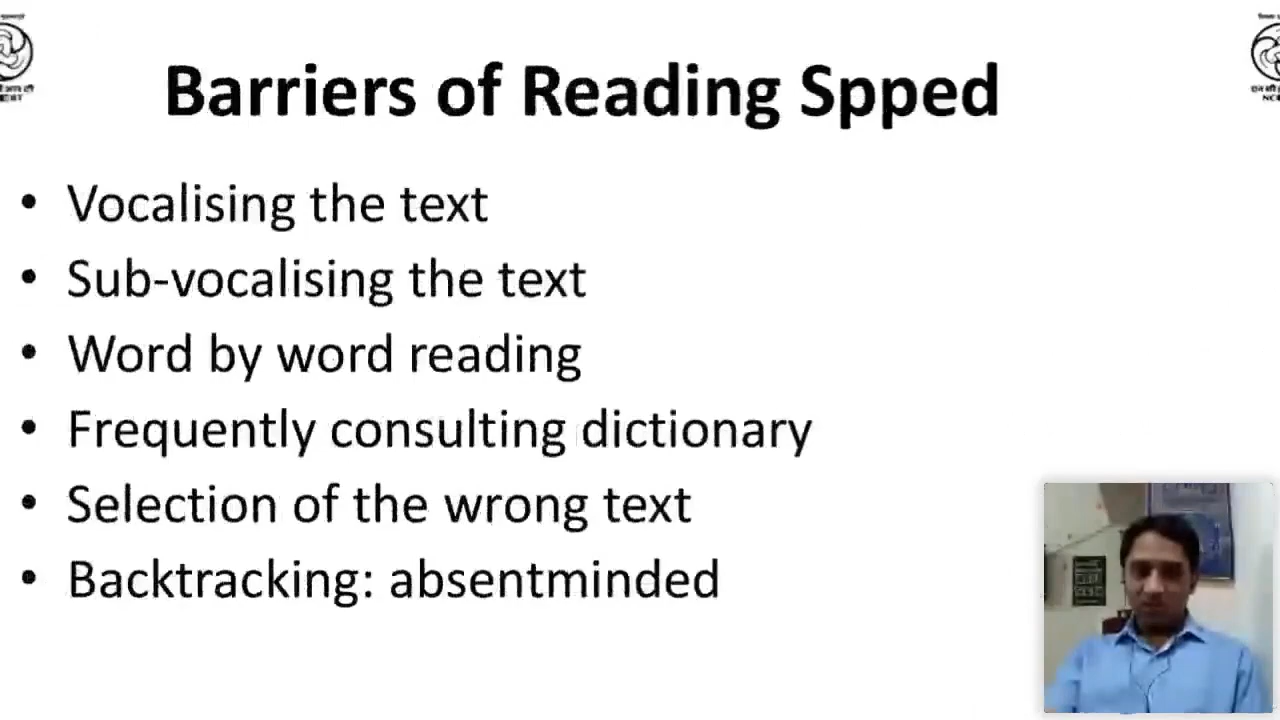 Barriers of Reading Spped
• Vocalising the text
• Sub-vocalising the text
• Word by word reading
• Frequently consulting dictionary
• Selection of the wrong text
• Backtracking: absentminded